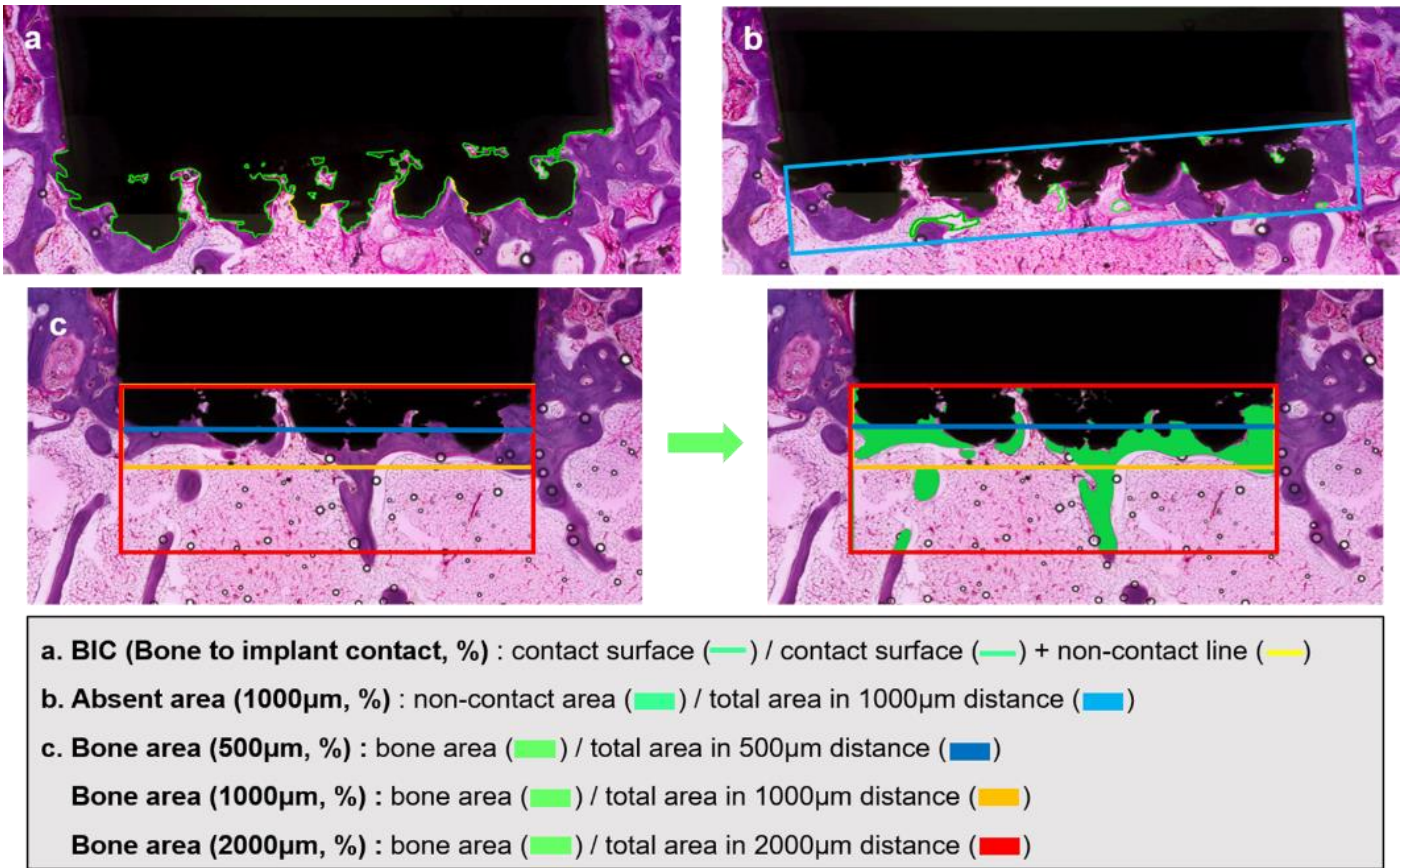 a
b
c
a. BIC (Bone to implant contact, %) : contact surface ( ) / contact surface ( ) + non-contact line ( )
b. Absent area (1000µm, %) : non-contact area ( ) / total area in 1000µm distance ( )
c. Bone area (500µm, %) : bone area ( ) / total area in 500µm distance ( )
Bone area (1000µm, %) : bone area ( ) / total area in 1000µm distance ( )
Bone area (2000µm, %) : bone area ( ) / total area in 2000µm distance ( )